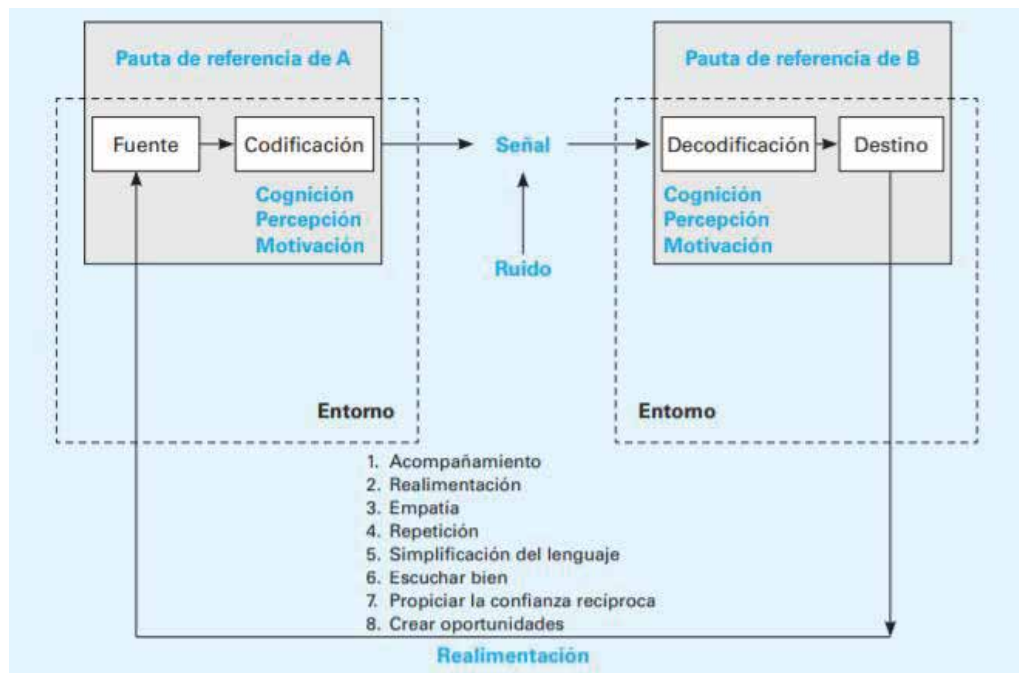 Pauta de referencia de A
Pauta de referencia de B
Fuente
Codificación
Señal
Decodificación
Destino
Cognición
Percepción
Motivación
Cognición
Percepción
Motivación
Ruido
Entorno
Entorno
1. Acompañamiento
2. Realimentación
3. Empatía
4. Repetición
5. Simplificación del lenguaje
6. Escuchar bien
7. Propiciar la confianza recíproca
8. Crear oportunidades
Realimentación